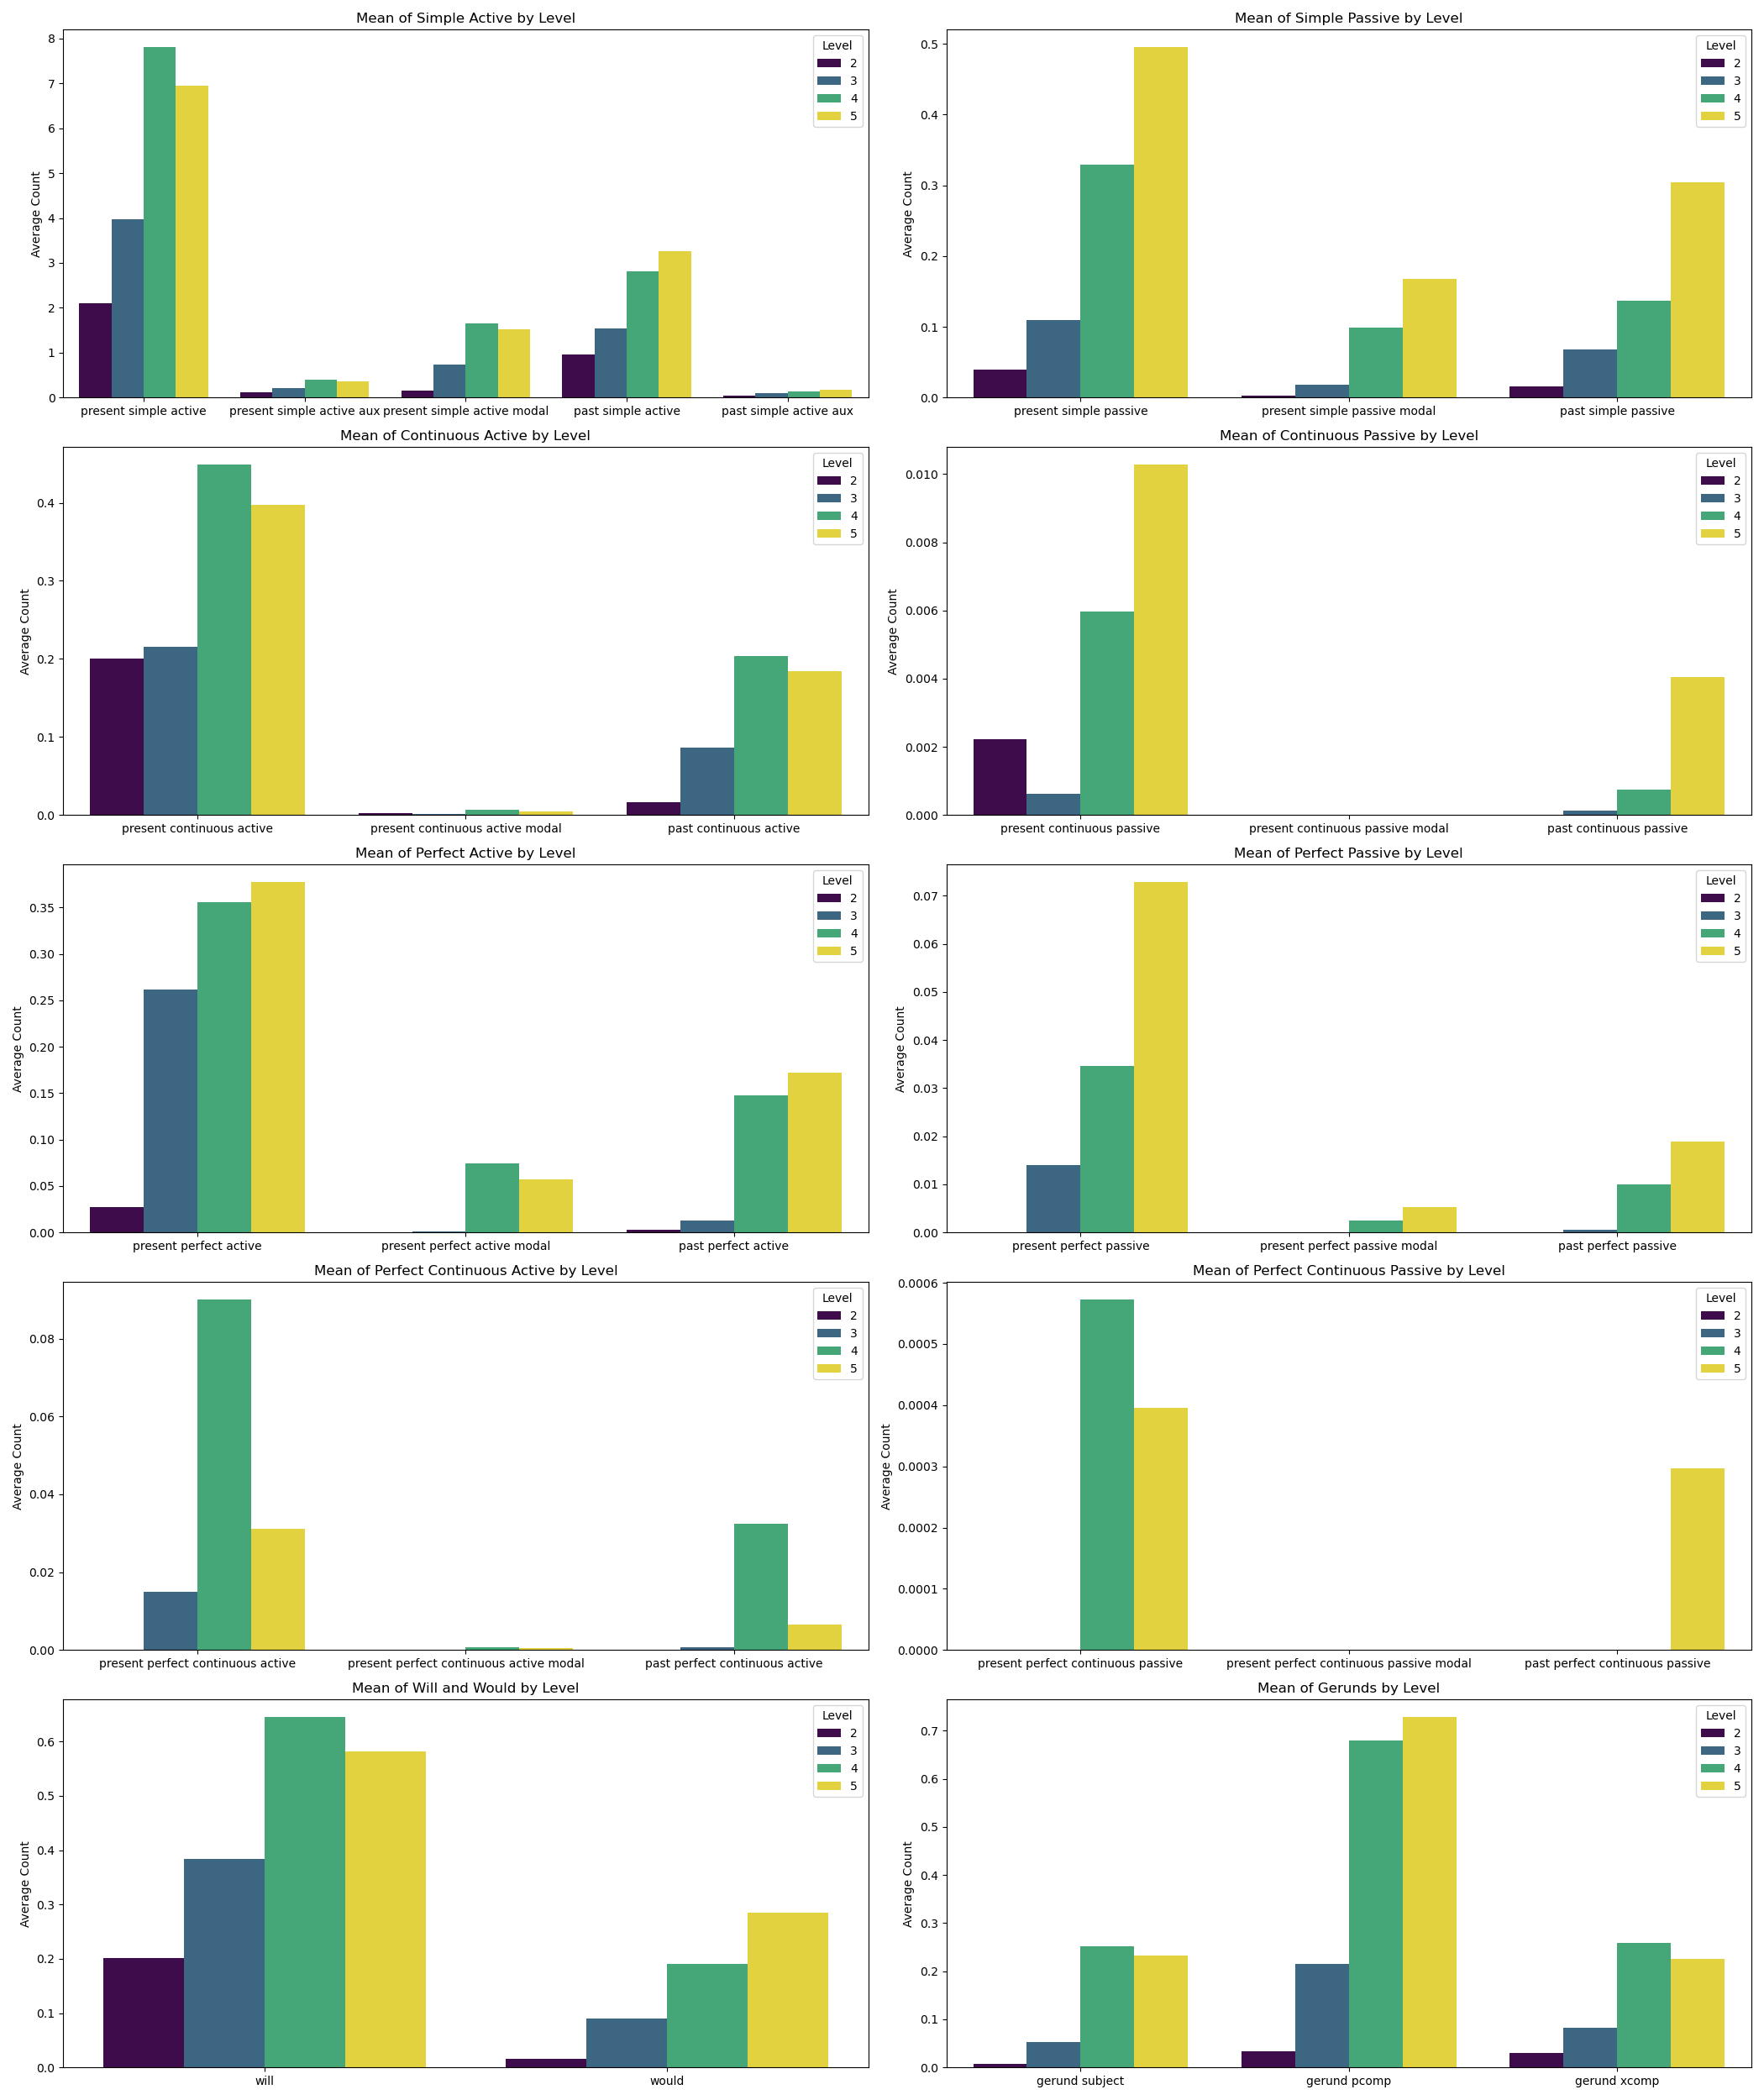 Mean of Simple Active by Level
Average Count
8
7
6
5
4
3
2
1
0
present simple active
present simple active aux
present simple active modal
past simple active
past simple active aux
Level
2
3
4
5
Mean of Simple Passive by Level
Average Count
0.5
0.4
0.3
0.2
0.1
0.0
present simple passive
present simple passive modal
past simple passive
Level
2
3
4
5
Mean of Continuous Active by Level
Average Count
0.4
0.3
0.2
0.1
0.0
present continuous active
present continuous active modal
past continuous active
Level
2
3
4
5
Mean of Continuous Passive by Level
Average Count
0.010
0.008
0.006
0.004
0.002
0.000
present continuous passive
present continuous passive modal
past continuous passive
Level
2
3
4
5
Mean of Perfect Active by Level
Average Count
0.35
0.30
0.25
0.20
0.15
0.10
0.05
0.00
present perfect active
present perfect active modal
past perfect active
Level
2
3
4
5
Mean of Perfect Passive by Level
Average Count
0.07
0.06
0.05
0.04
0.03
0.02
0.01
0.00
present perfect passive
present perfect passive modal
past perfect passive
Level
2
3
4
5
Mean of Perfect Continuous Active by Level
Average Count
0.08
0.06
0.04
0.02
0.00
present perfect continuous active
present perfect continuous active modal
past perfect continuous active
Level
2
3
4
5
Mean of Perfect Continuous Passive by Level
Average Count
0.0006
0.0005
0.0004
0.0003
0.0002
0.0001
0.0000
present perfect continuous passive
present perfect continuous passive modal
past perfect continuous passive
Level
2
3
4
5
Mean of Will and Would by Level
Average Count
0.6
0.5
0.4
0.3
0.2
0.1
0.0
will
would
Level
2
3
4
5
Mean of Gerunds by Level
Average Count
0.7
0.6
0.5
0.4
0.3
0.2
0.1
0.0
gerund subject
gerund pcomp
gerund xcomp
Level
2
3
4
5